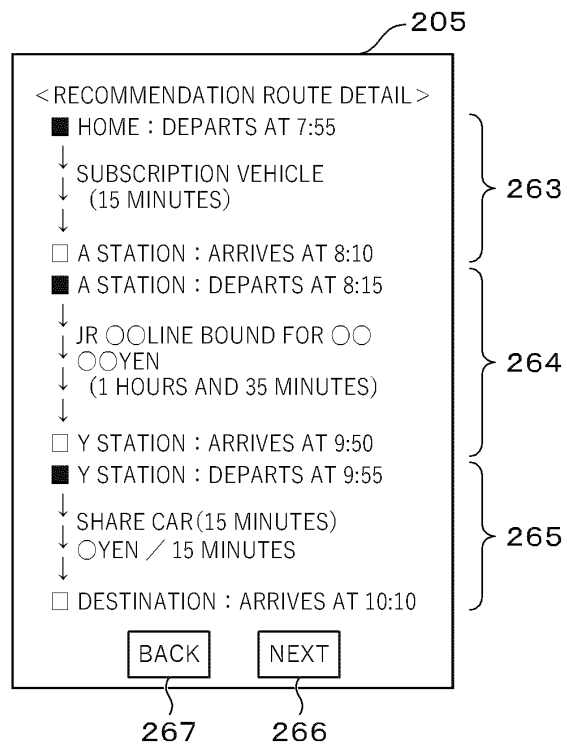 205
<RECOMMENDATION ROUTE DETAIL>
■ HOME : DEPARTS AT 7:55
↓ SUBSCRIPTION VEHICLE
↓ (15 MINUTES)
↓
□ A STATION : ARRIVES AT 8:10
263
■ A STATION : DEPARTS AT 8:15
↓ JR ○○LINE BOUND FOR ○○
↓ ○○YEN
↓ (1 HOURS AND 35 MINUTES)
↓
□ Y STATION : ARRIVES AT 9:50
264
■ Y STATION : DEPARTS AT 9:55
↓ SHARE CAR(15 MINUTES)
↓ ○YEN / 15 MINUTES
↓
□ DESTINATION : ARRIVES AT 10:10
265
BACK NEXT
267 266